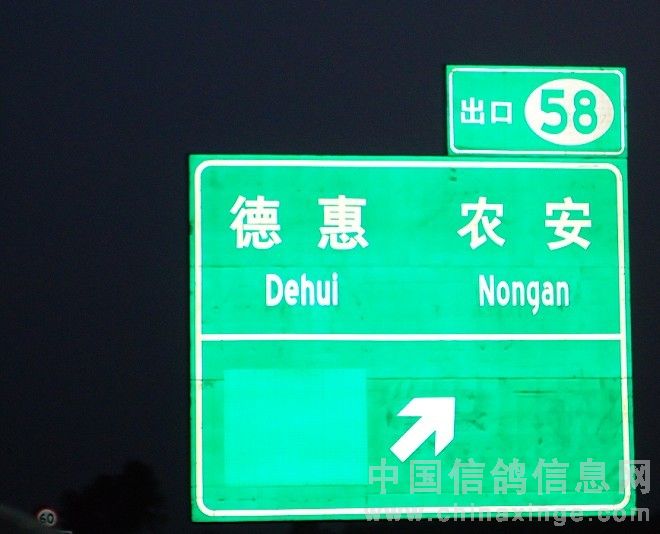 出口 58
德惠 农安
Dehui Nongan
60
中国信鸽信息网
www.chinaxinge.com